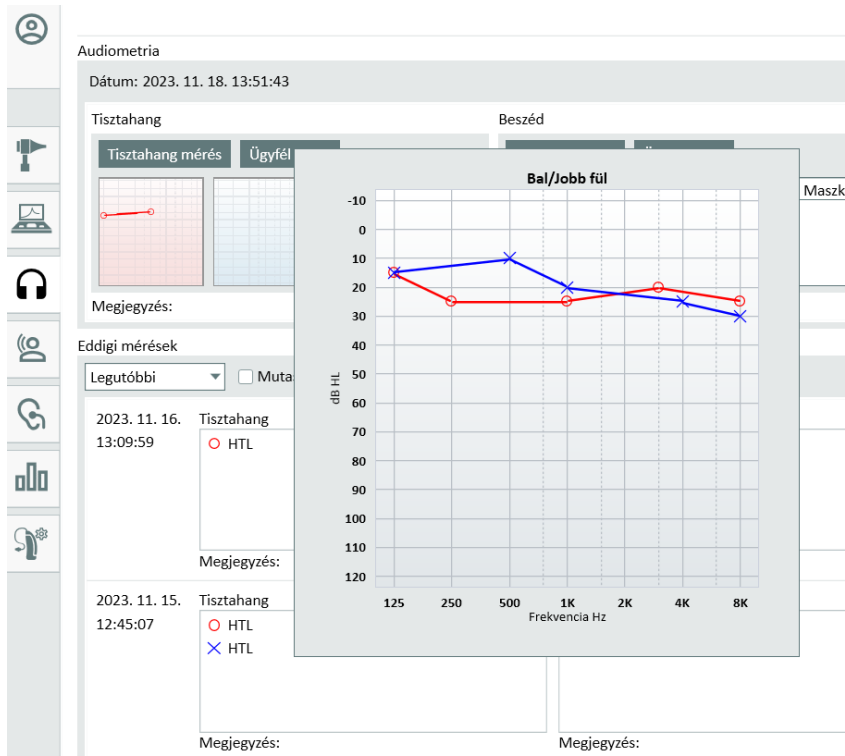 Audiometria
Dátum: 2023. 11. 18. 13:51:43
Tisztahang
Beszéd
Tisztahang mérés
Ügyfél
Maszk
Megjegyzés:
Eddigi mérések
Legutóbbi
2023. 11. 16.
13:09:59
Tisztahang
HTL
Megjegyzés:
2023. 11. 15.
12:45:07
Tisztahang
HTL
HTL
Megjegyzés:
Megjegyzés:
Bal/Jobb fül
-10
0
10
20
30
40
50
60
70
80
90
100
110
120
dB HL
125 250 500 1K 2K 4K 8K
Frekvencia Hz